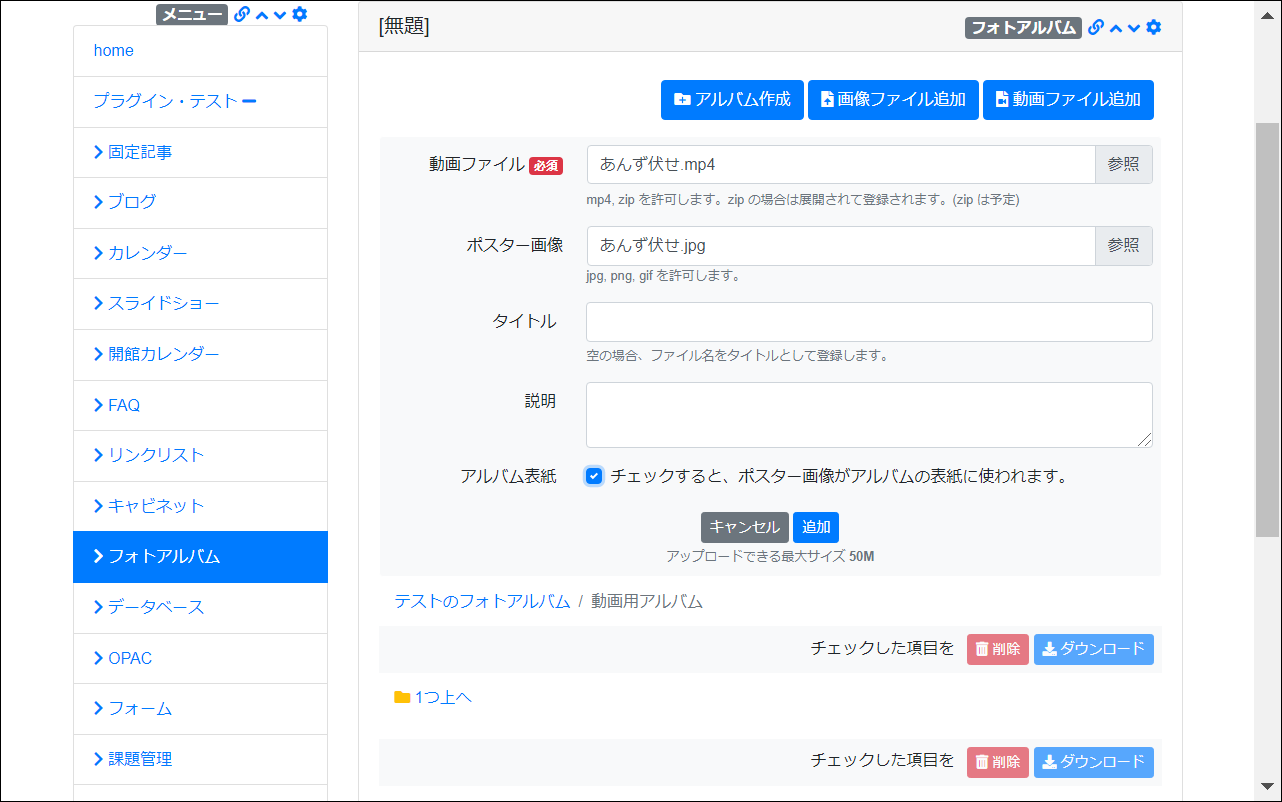 メニュー
home
プラグイン・テスト
固定記事
ブログ
カレンダー
スライドショー
開館カレンダー
FAQ
リンクリスト
キャビネット
フォトアルバム
データベース
OPAC
フォーム
課題管理
[無題]
フォトアルバム
アルバム作成 画像ファイル追加 動画ファイル追加
動画ファイル 必須 あんず伏せ.mp4 参照
mp4, zip を許可します。zip の場合は展開されて登録されます。(zip は予定)
ポスター画像 あんず伏せ.jpg 参照
jpg, png, gif を許可します。
タイトル
空の場合、ファイル名をタイトルとして登録します。
説明
アルバム表紙 チェックすると、ポスター画像がアルバムの表紙に使われます。
キャンセル 追加
アップロードできる最大サイズ 50M
テストのフォトアルバム / 動画用アルバム
チェックした項目を 削除 ダウンロード
1つ上へ
チェックした項目を 削除 ダウンロード